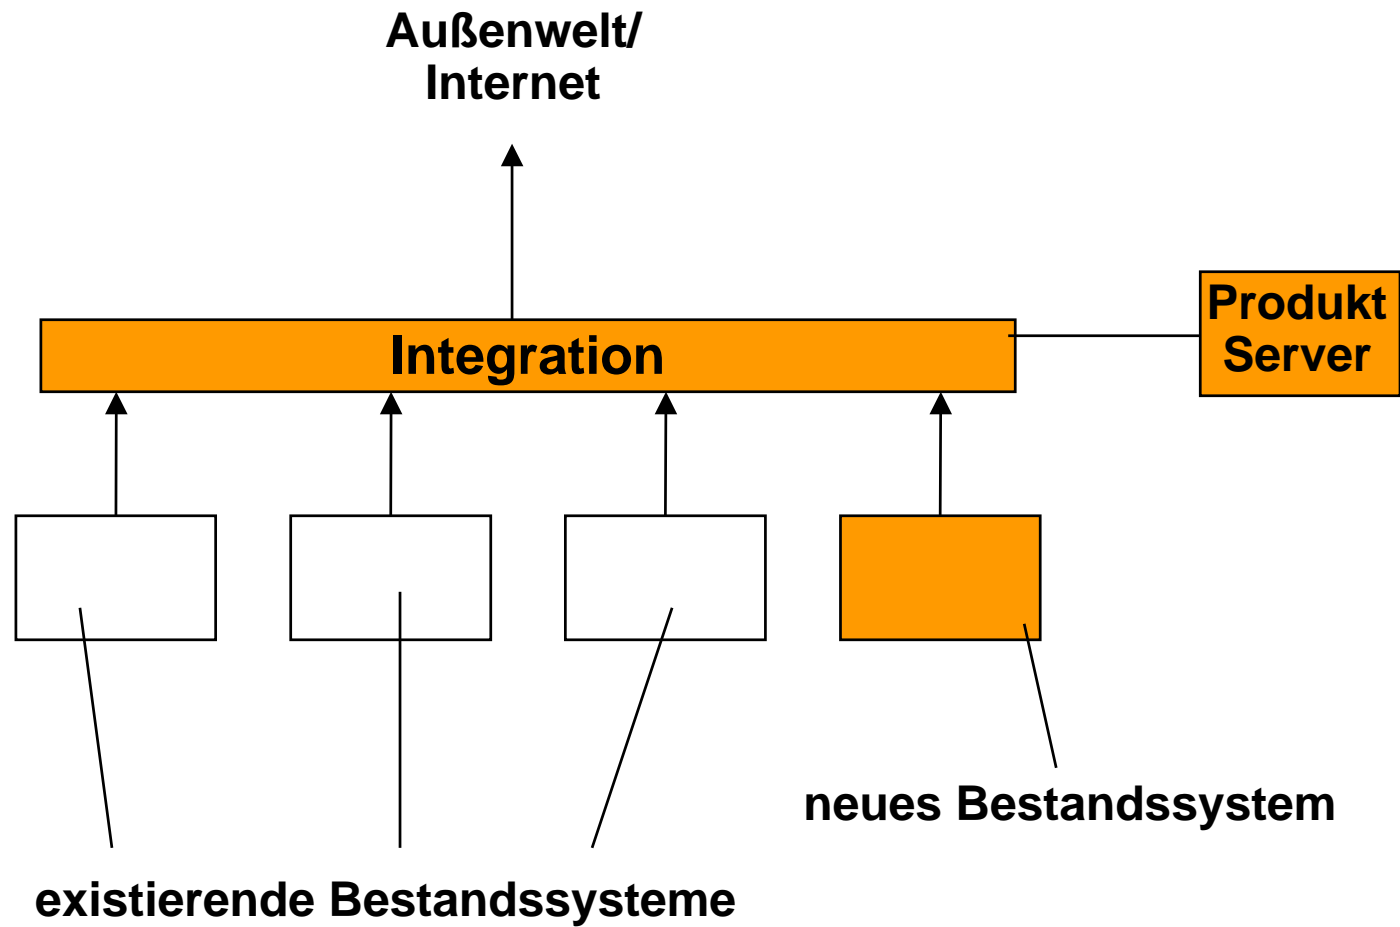 Außenwelt/
Internet
Produkt
Server
Integration
neues Bestandssystem
existierende Bestandssysteme